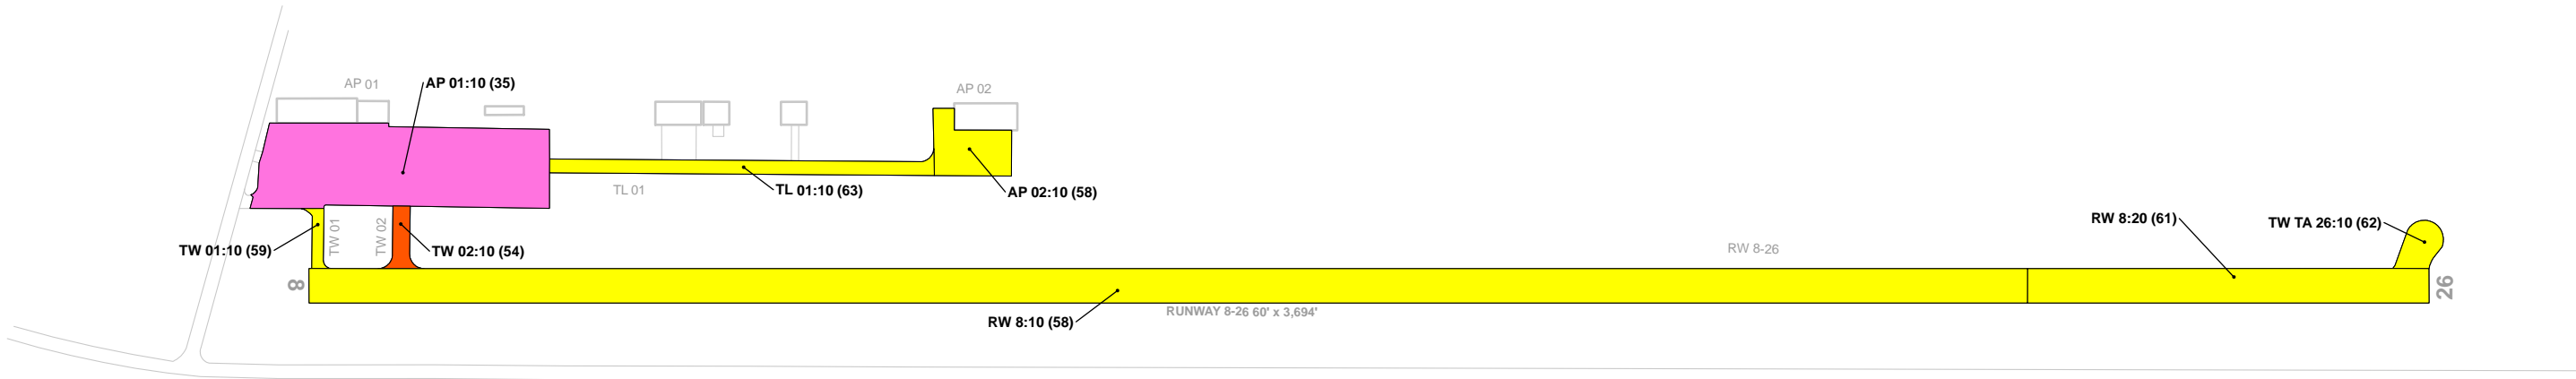 AP 01
AP 01:10 (35)
AP 02
TL 01
TL 01:10 (63)
AP 02:10 (58)
TW 01:10 (59)
TW 01
TW 02
TW 02:10 (54)
RW 8-26
RW 8:20 (61)
TW TA 26:10 (62)
8
26
RUNWAY 8-26 60' x 3,694'
RW 8:10 (58)